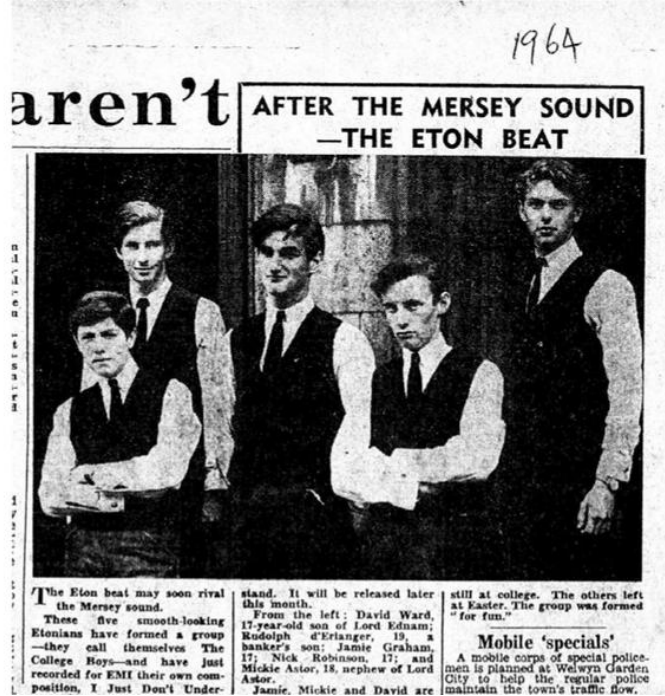 1964
aren't
AFTER THE MERSEY SOUND
—THE ETON BEAT
The Eton beat may soon rival
the Mersey sound.
These five smooth-looking
Etonians have formed a group
—they call themselves The
College Boys—and have just
recorded for EMI their own com-
position, I Just Don't Under-
stand. It will be released later
this month.
From the left: David Ward,
17-year-old son of Lord Ednam;
Rudolph d'Erlanger, 19, a
banker's son; Jamie Graham,
17; Nick Robinson, 17; and
Mickie Astor, 18, nephew of Lord
Astor.
Jamie, Mickie and David are
still at college. The others left
at Easter. The group was formed
"for fun."
Mobile 'specials'
A mobile corps of special police-
men is planned at Welwyn Garden
City to help the regular police
maintain the town's traffic flow.